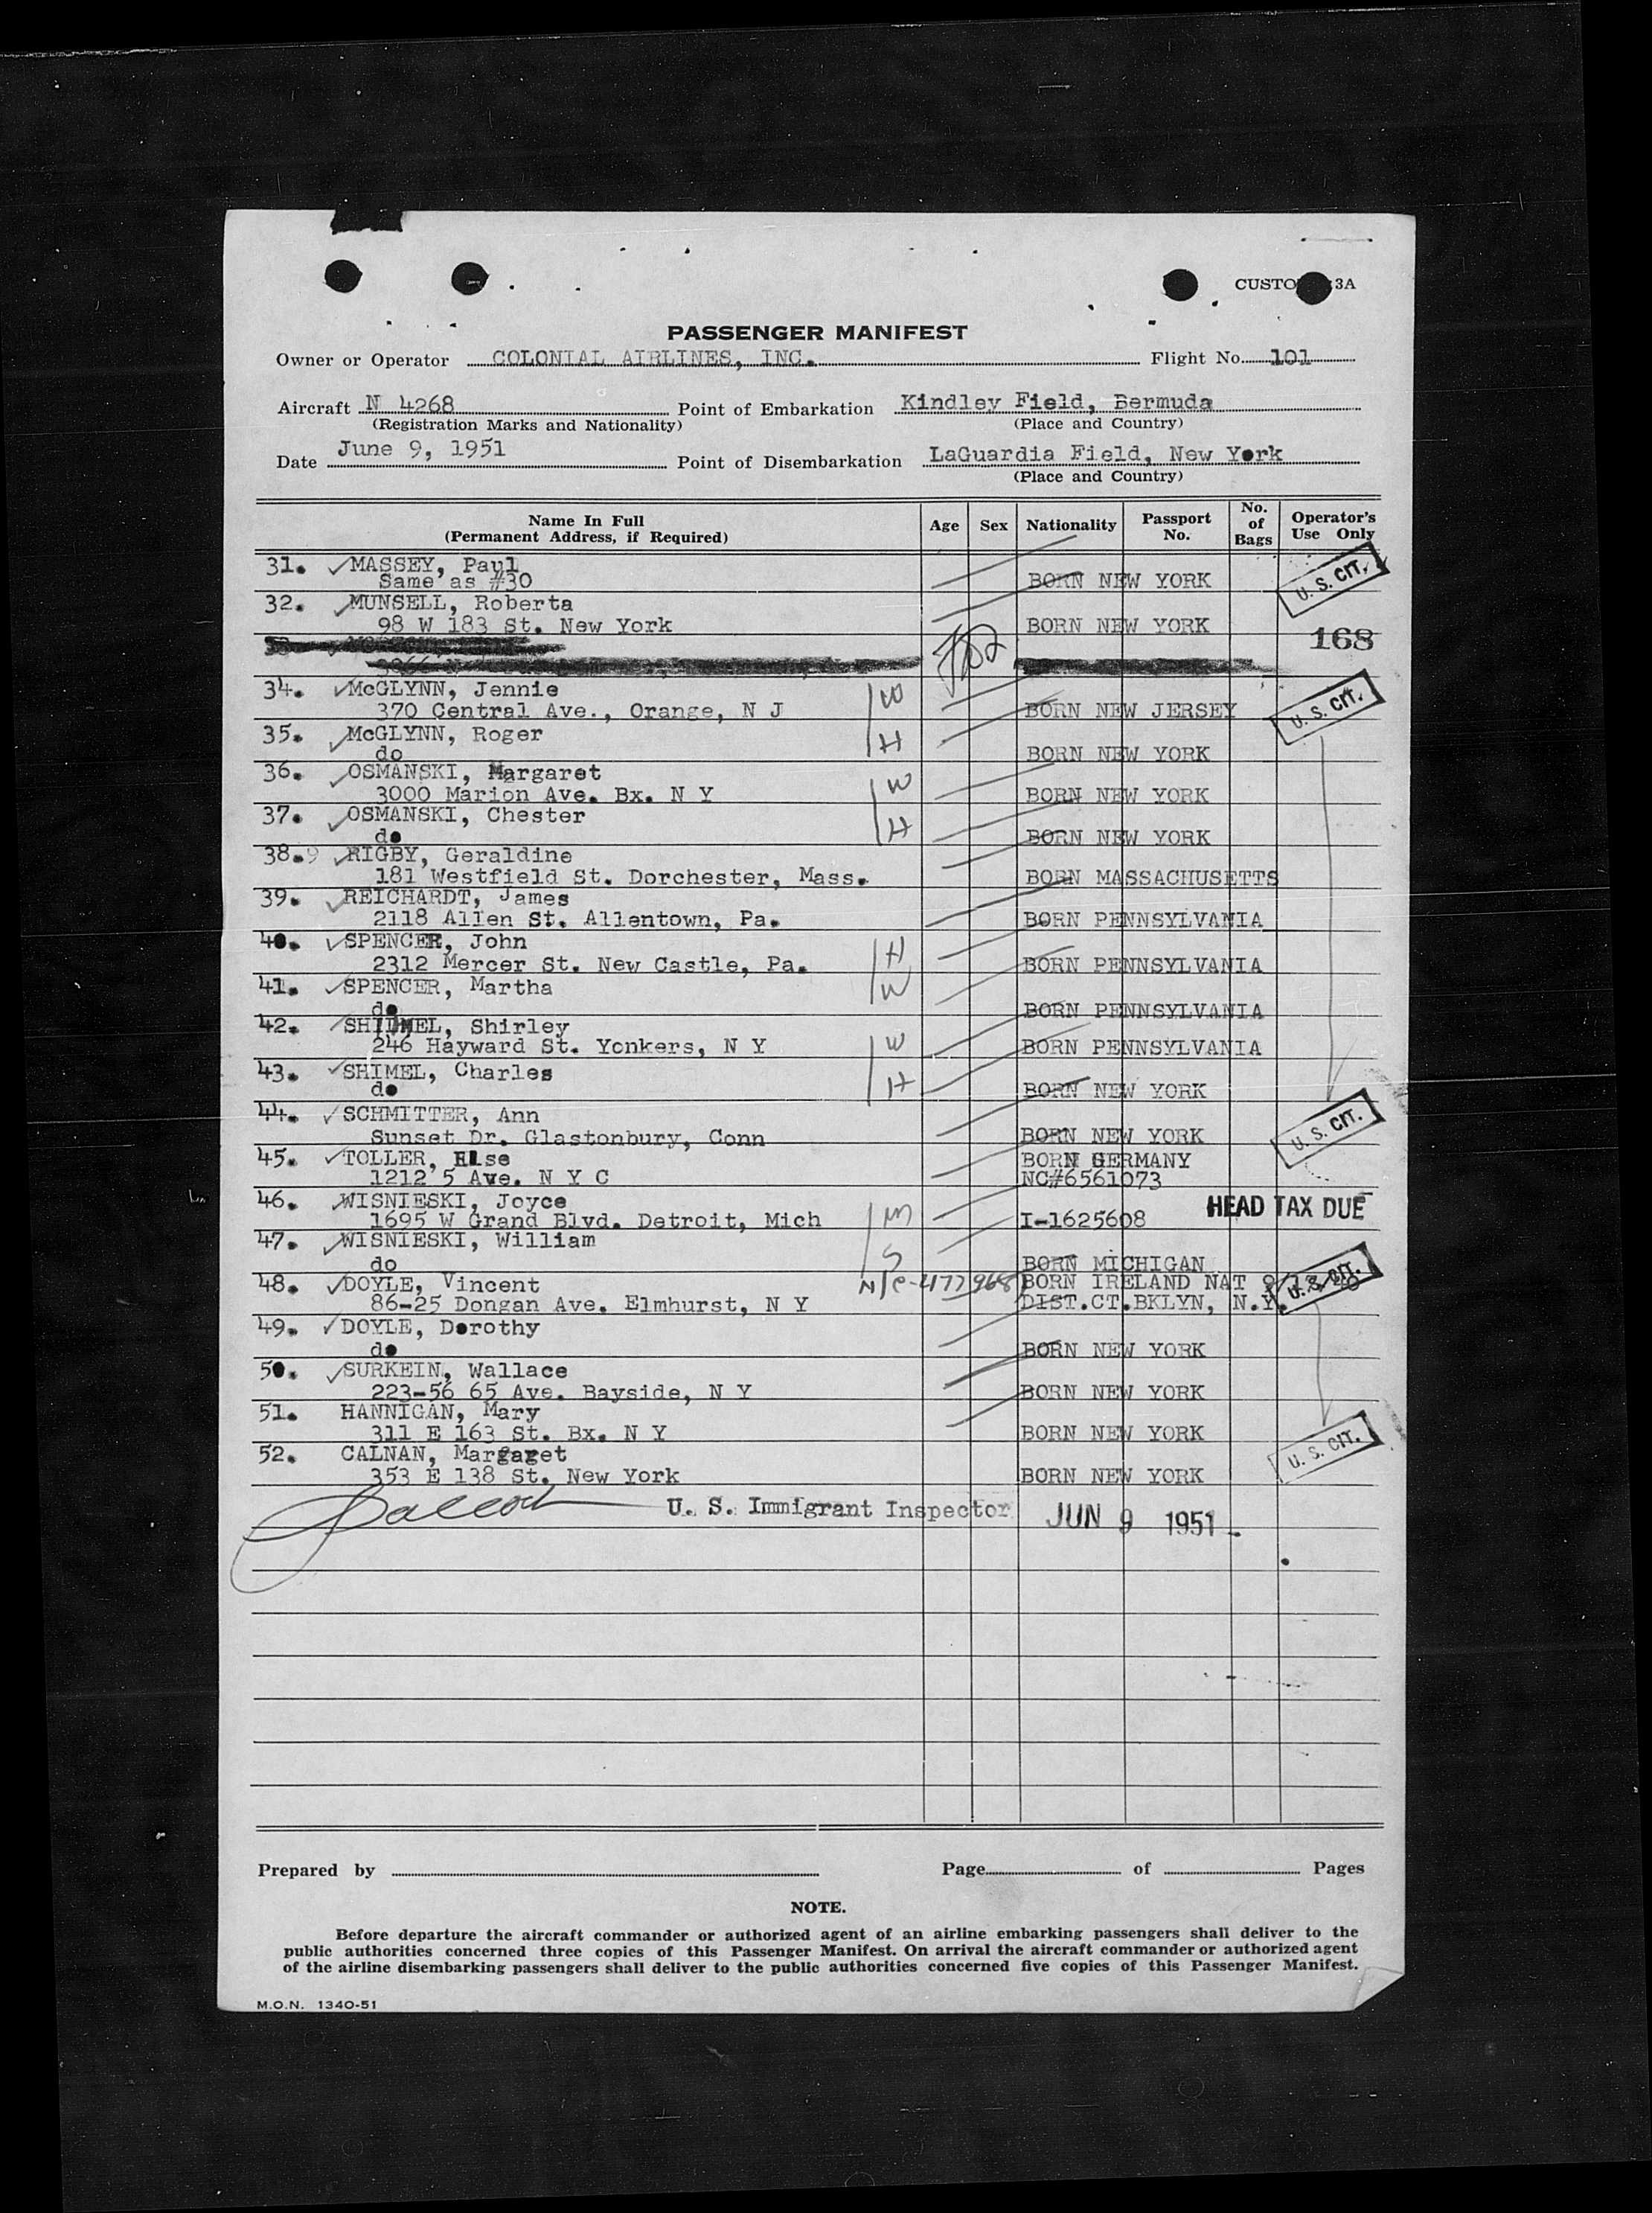 CUSTO 3A
PASSENGER MANIFEST
Owner or Operator COLONIAL AIRLINES, INC. Flight No. 101
Aircraft N 4268 Point of Embarkation Kindley Field, Bermuda
(Registration Marks and Nationality) (Place and Country)
Date June 9, 1951 Point of Disembarkation LaGuardia Field, New York
(Place and Country)
Name In Full (Permanent Address, if Required) Age Sex Nationality Passport No. No. of Bags Operator's Use Only
31. MASSEY, Paul
Same as #30 BORN NEW YORK U. S. CIT.
32. MUNSELL, Roberta
98 W 183 St. New York BORN NEW YORK
168
34. McGLYNN, Jennie W
370 Central Ave., Orange, N J BORN NEW JERSEY U. S. CIT.
35. McGLYNN, Roger H
do BORN NEW YORK
36. OSMANSKI, Margaret W
3000 Marion Ave. Bx. N Y BORN NEW YORK
37. OSMANSKI, Chester H
do BORN NEW YORK
38. RIGBY, Geraldine
181 Westfield St. Dorchester, Mass. BORN MASSACHUSETTS
39. REICHARDT, James
2118 Allen St. Allentown, Pa. BORN PENNSYLVANIA
40. SPENCER, John H
2312 Mercer St. New Castle, Pa. BORN PENNSYLVANIA
41. SPENCER, Martha W
do BORN PENNSYLVANIA
42. SHIMMEL, Shirley W
246 Hayward St. Yonkers, N Y BORN PENNSYLVANIA
43. SHIMEL, Charles H
do BORN NEW YORK
44. SCHMITTER, Ann
Sunset Dr. Glastonbury, Conn BORN NEW YORK U. S. CIT.
45. TOLLER, Else BORN GERMANY
1212 5 Ave. N Y C NC#6561073
46. WISNIESKI, Joyce M HEAD TAX DUE
1695 W Grand Blvd. Detroit, Mich I-1625608
47. WISNIESKI, William S
do BORN MICHIGAN
48. DOYLE, Vincent N/C-4177968 BORN IRELAND NAT U. S. CIT.
86-25 Dongan Ave. Elmhurst, N Y DIST.CT.BKLYN, N.Y.
49. DOYLE, Dorothy
do BORN NEW YORK
50. SURKEIN, Wallace
223-56 65 Ave. Bayside, N Y BORN NEW YORK
51. HANNIGAN, Mary
311 E 163 St. Bx. N Y BORN NEW YORK
52. CALNAN, Margaret
353 E 138 St. New York BORN NEW YORK U. S. CIT.
U. S. Immigrant Inspector JUN 9 1951
Prepared by Page of Pages
NOTE.
Before departure the aircraft commander or authorized agent of an airline embarking passengers shall deliver to the
public authorities concerned three copies of this Passenger Manifest. On arrival the aircraft commander or authorized agent
of the airline disembarking passengers shall deliver to the public authorities concerned five copies of this Passenger Manifest.
M.O.N. 1340-51